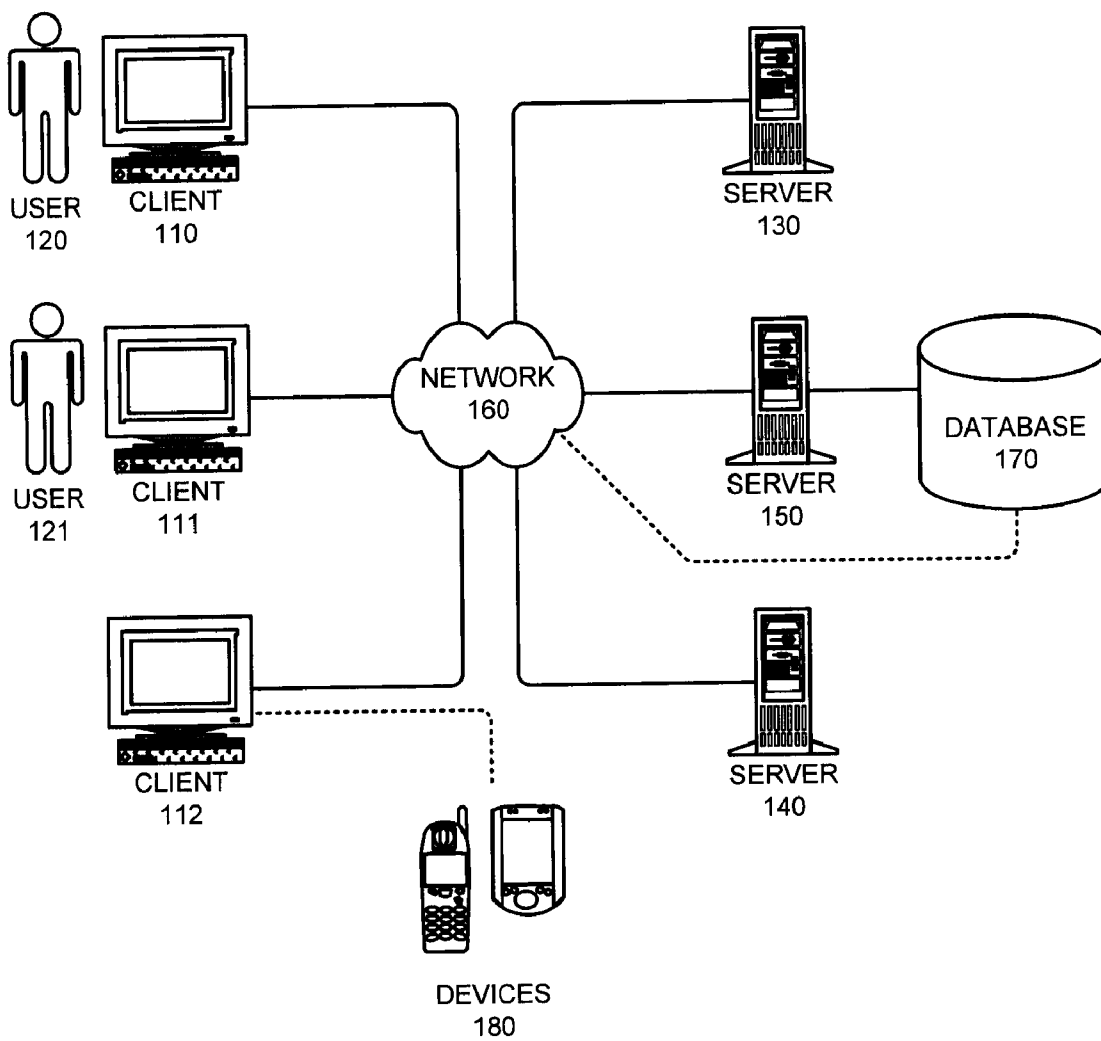 USER
120
CLIENT
110
SERVER
130
USER
121
CLIENT
111
NETWORK
160
SERVER
150
DATABASE
170
CLIENT
112
SERVER
140
DEVICES
180